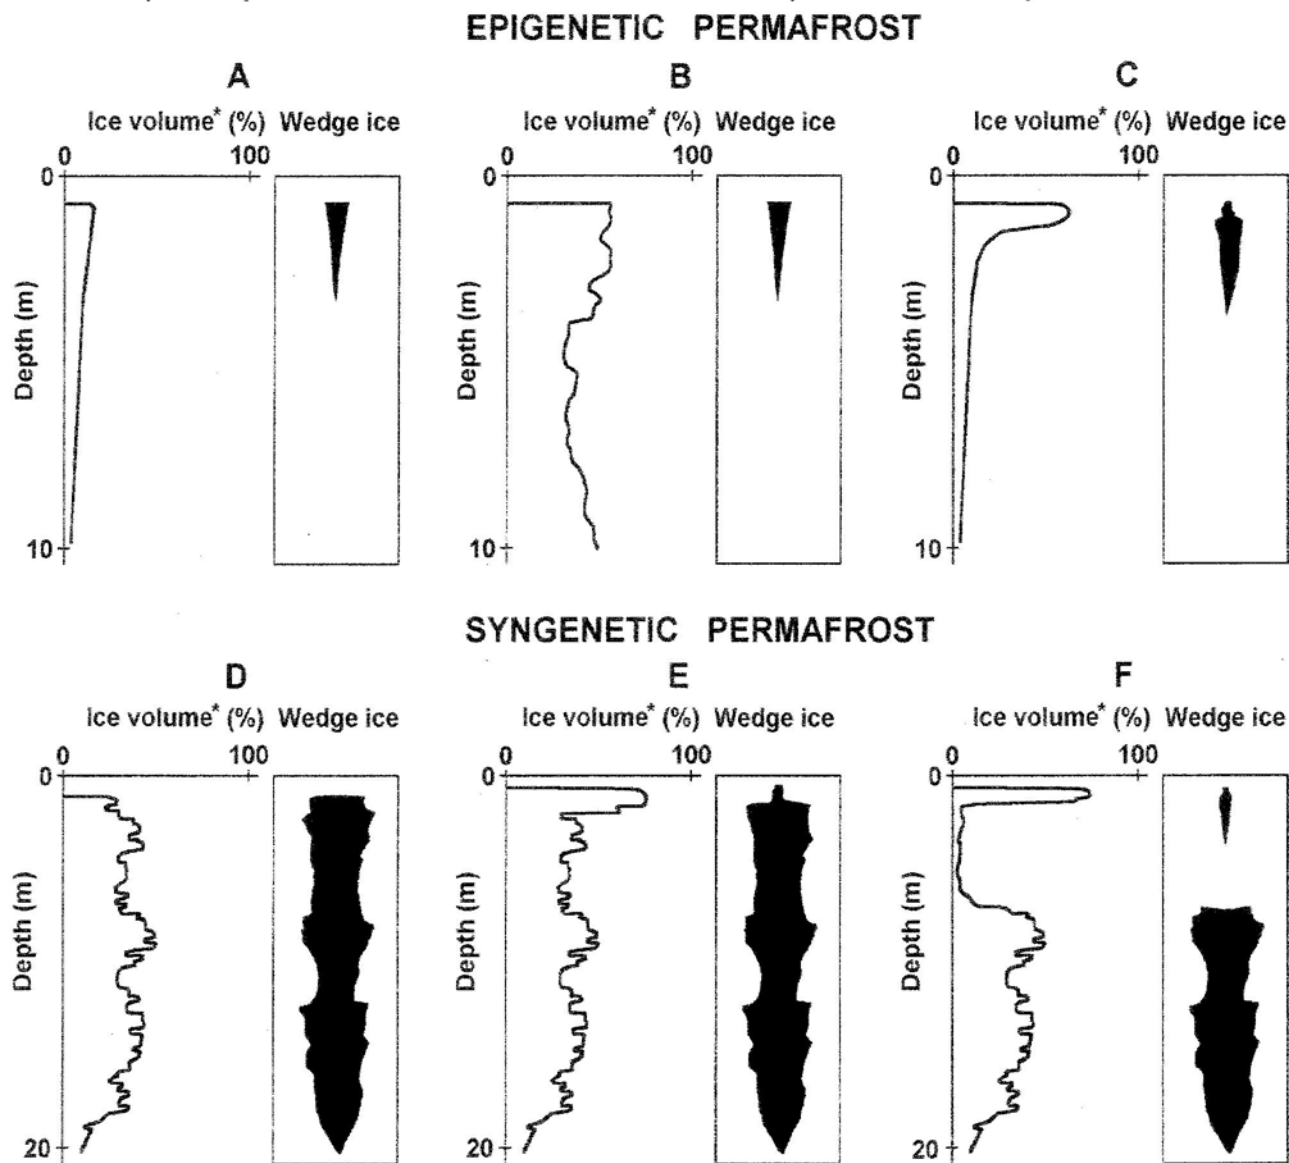 EPIGENETIC PERMAFROST
A B C
Ice volume* (%) Wedge ice Ice volume* (%) Wedge ice Ice volume* (%) Wedge ice
0 100 0 100 0 100
0 0 0
Depth (m) Depth (m) Depth (m)
10 10 10
SYNGENETIC PERMAFROST
D E F
Ice volume* (%) Wedge ice Ice volume* (%) Wedge ice Ice volume* (%) Wedge ice
0 100 0 100 0 100
0 0 0
Depth (m) Depth (m) Depth (m)
20 20 20